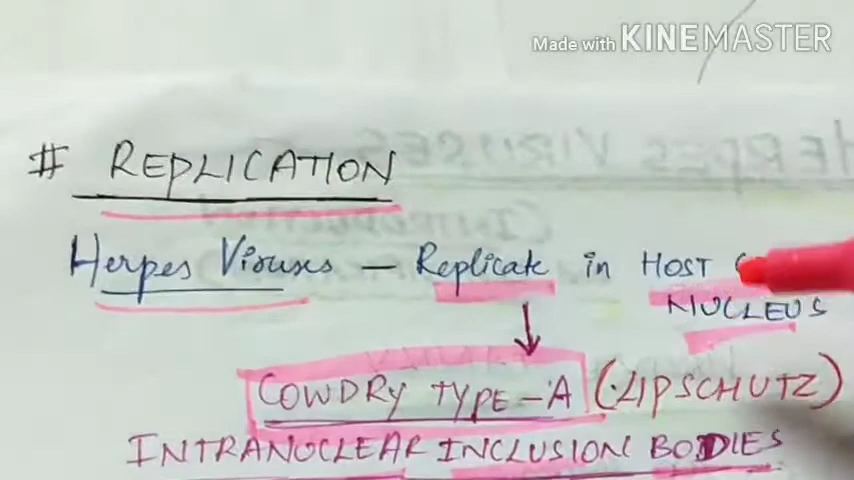 Made with KINEMASTER
# REPLICATION
Herpes Viruses — Replicate in HOST
NUCLEUS
↓
COWDRY TYPE-A (LIPSCHUTZ)
INTRANUCLEAR INCLUSION BODIES